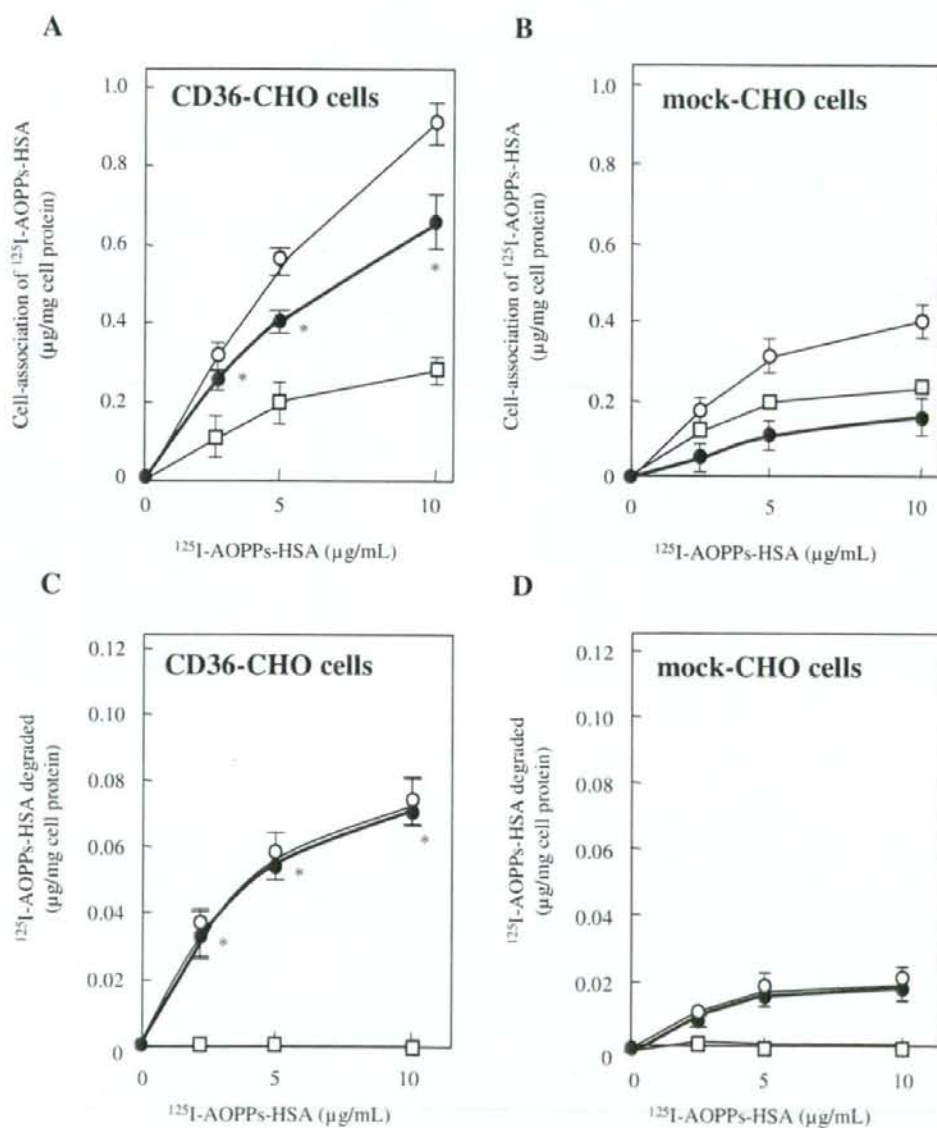 A
CD36-CHO cells
Cell-association of ¹²⁵I-AOPPs-HSA
(µg/mg cell protein)
1.0
0.8
0.6
0.4
0.2
0
*
*
*
0 5 10
¹²⁵I-AOPPs-HSA (µg/mL)
B
mock-CHO cells
Cell-association of ¹²⁵I-AOPPs-HSA
(µg/mg cell protein)
1.0
0.8
0.6
0.4
0.2
0
0 5 10
¹²⁵I-AOPPs-HSA (µg/mL)
C
CD36-CHO cells
¹²⁵I-AOPPs-HSA degraded
(µg/mg cell protein)
0.12
0.10
0.08
0.06
0.04
0.02
0
*
*
*
0 5 10
¹²⁵I-AOPPs-HSA (µg/mL)
D
mock-CHO cells
¹²⁵I-AOPPs-HSA degraded
(µg/mg cell protein)
0.12
0.10
0.08
0.06
0.04
0.02
0
0 5 10
¹²⁵I-AOPPs-HSA (µg/mL)